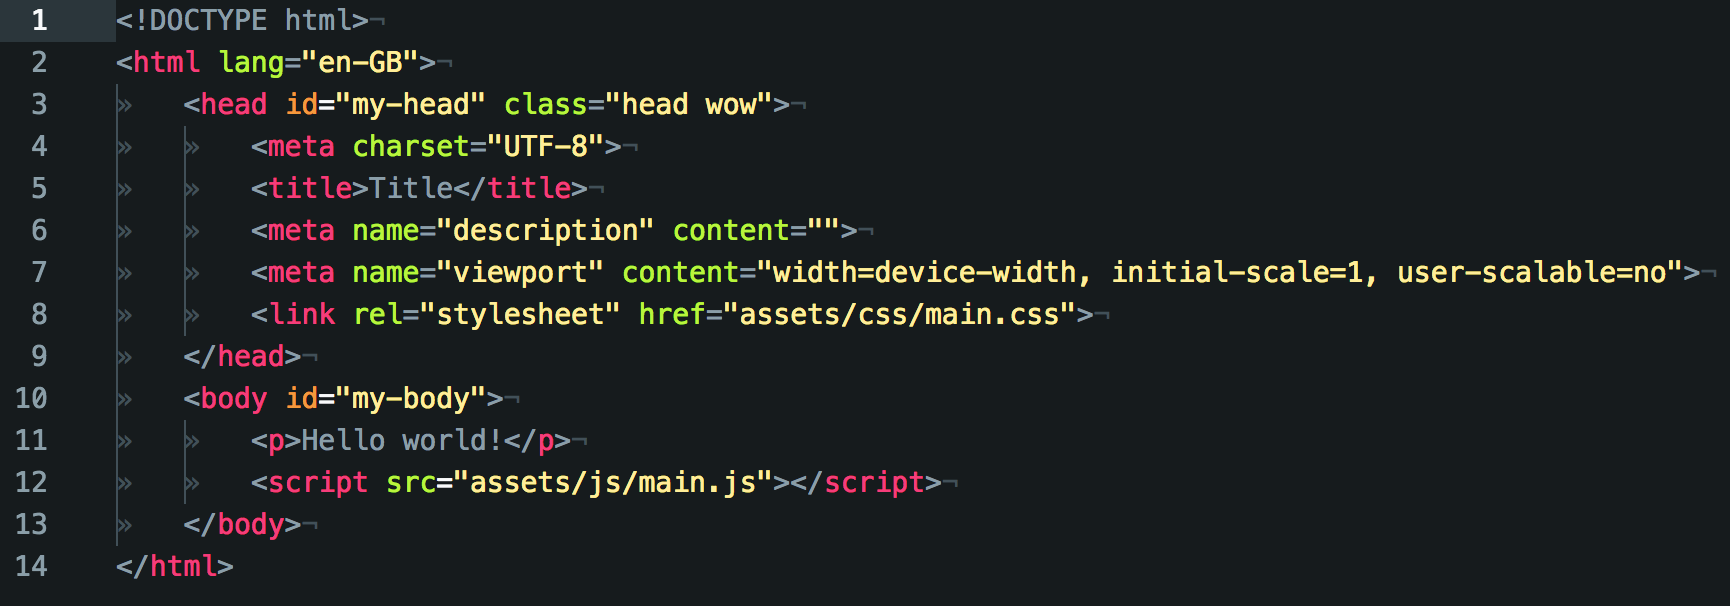 1 <!DOCTYPE html>¬
2 <html lang="en-GB">¬
3 » <head id="my-head" class="head wow">¬
4 » » <meta charset="UTF-8">¬
5 » » <title>Title</title>¬
6 » » <meta name="description" content="">¬
7 » » <meta name="viewport" content="width=device-width, initial-scale=1, user-scalable=no">¬
8 » » <link rel="stylesheet" href="assets/css/main.css">¬
9 » </head>¬
10 » <body id="my-body">¬
11 » » <p>Hello world!</p>¬
12 » » <script src="assets/js/main.js"></script>¬
13 » </body>¬
14 </html>